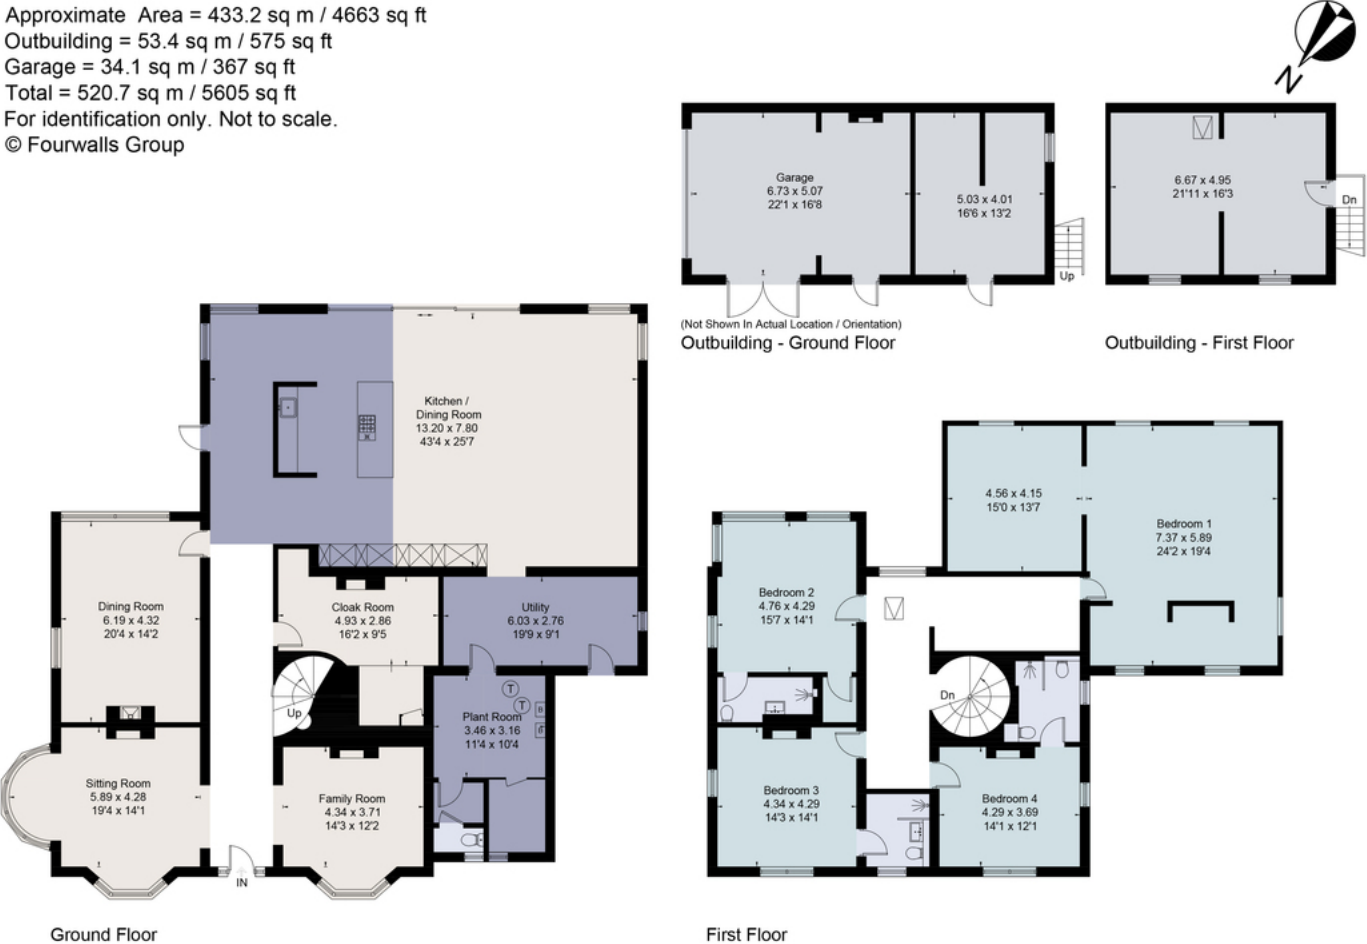 Approximate Area = 433.2 sq m / 4663 sq ft
Outbuilding = 53.4 sq m / 575 sq ft
Garage = 34.1 sq m / 367 sq ft
Total = 520.7 sq m / 5605 sq ft
For identification only. Not to scale.
© Fourwalls Group
N
Garage
6.73 x 5.07
22'1 x 16'8
5.03 x 4.01
16'6 x 13'2
Up
6.67 x 4.95
21'11 x 16'3
Dn
(Not Shown In Actual Location / Orientation)
Outbuilding - Ground Floor
Outbuilding - First Floor
Kitchen /
Dining Room
13.20 x 7.80
43'4 x 25'7
Dining Room
6.19 x 4.32
20'4 x 14'2
Cloak Room
4.93 x 2.86
16'2 x 9'5
Utility
6.03 x 2.76
19'9 x 9'1
Up
T
T
B
B
Plant Room
3.46 x 3.16
11'4 x 10'4
Sitting Room
5.89 x 4.28
19'4 x 14'1
Family Room
4.34 x 3.71
14'3 x 12'2
IN
Ground Floor
4.56 x 4.15
15'0 x 13'7
Bedroom 1
7.37 x 5.89
24'2 x 19'4
Bedroom 2
4.76 x 4.29
15'7 x 14'1
Dn
Bedroom 3
4.34 x 4.29
14'3 x 14'1
Bedroom 4
4.29 x 3.69
14'1 x 12'1
First Floor